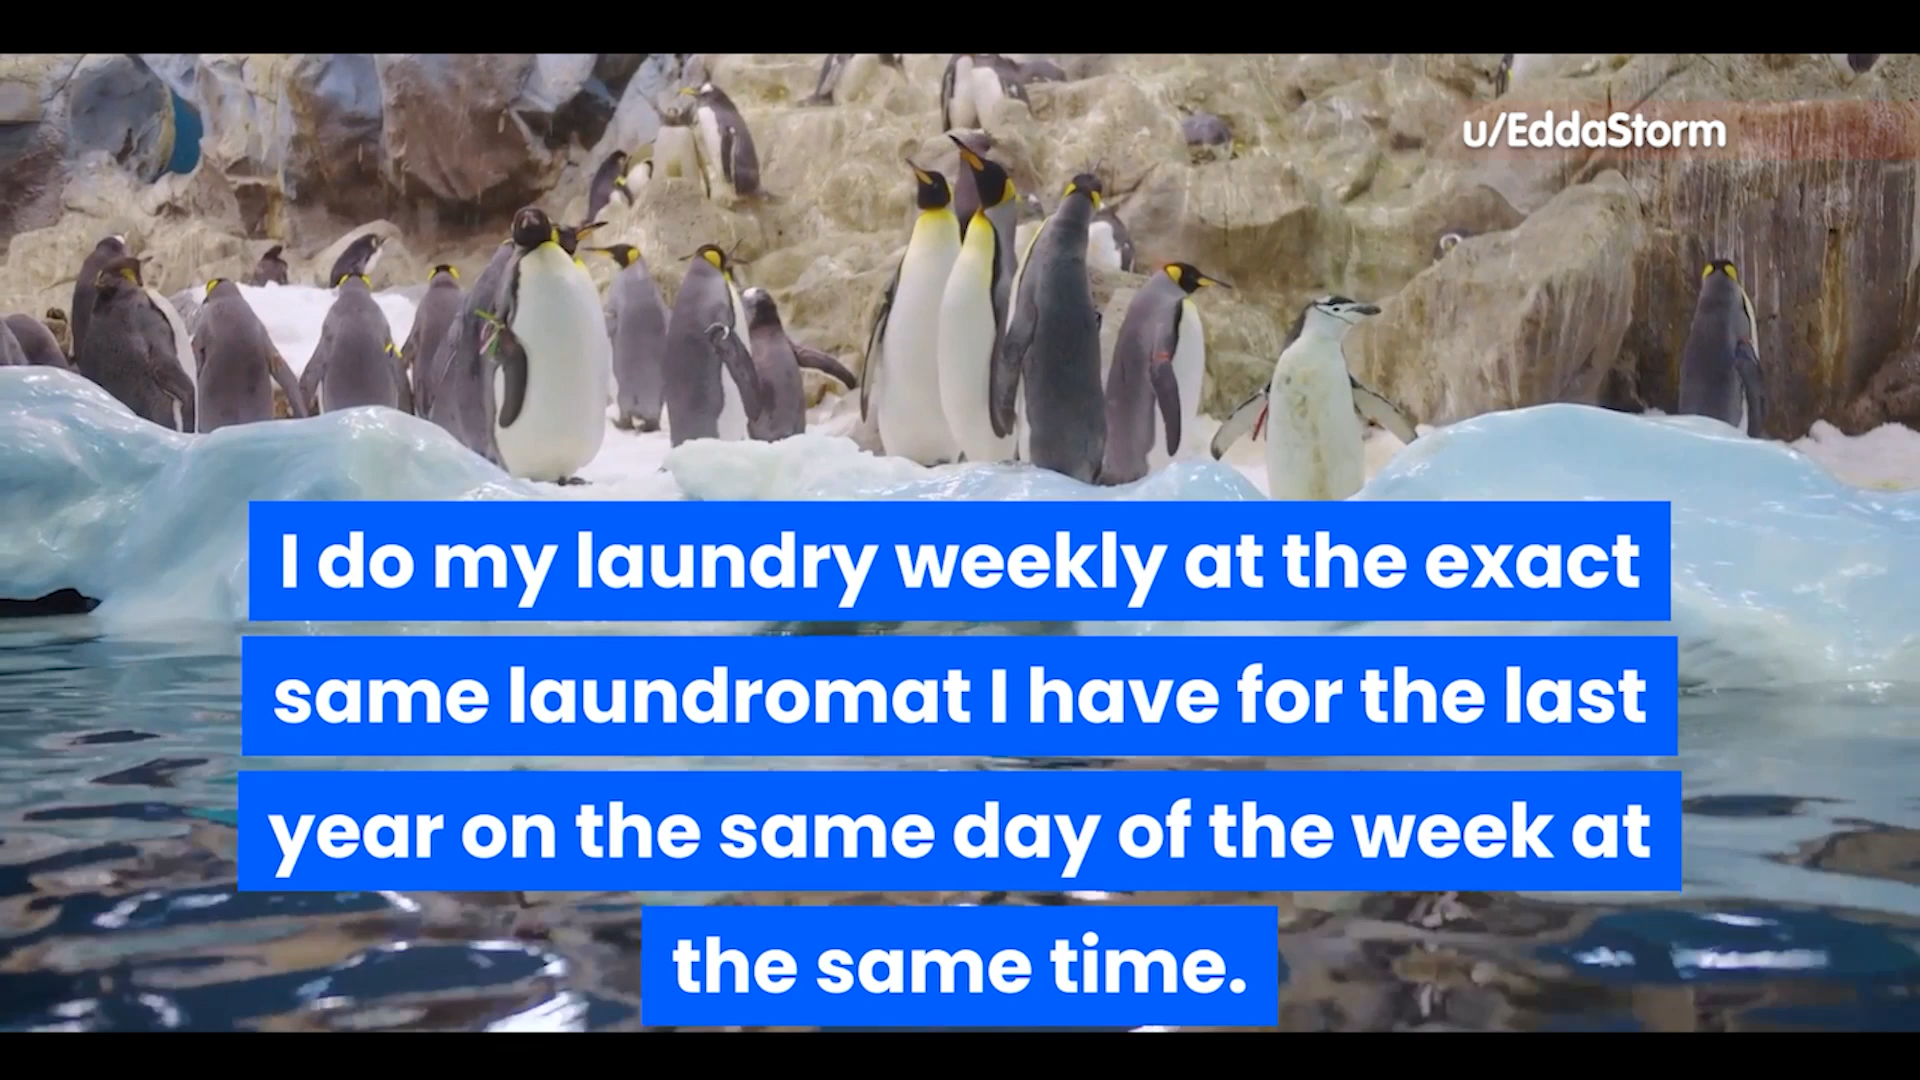 u/EddaStorm
I do my laundry weekly at the exact
same laundromat I have for the last
year on the same day of the week at
the same time.